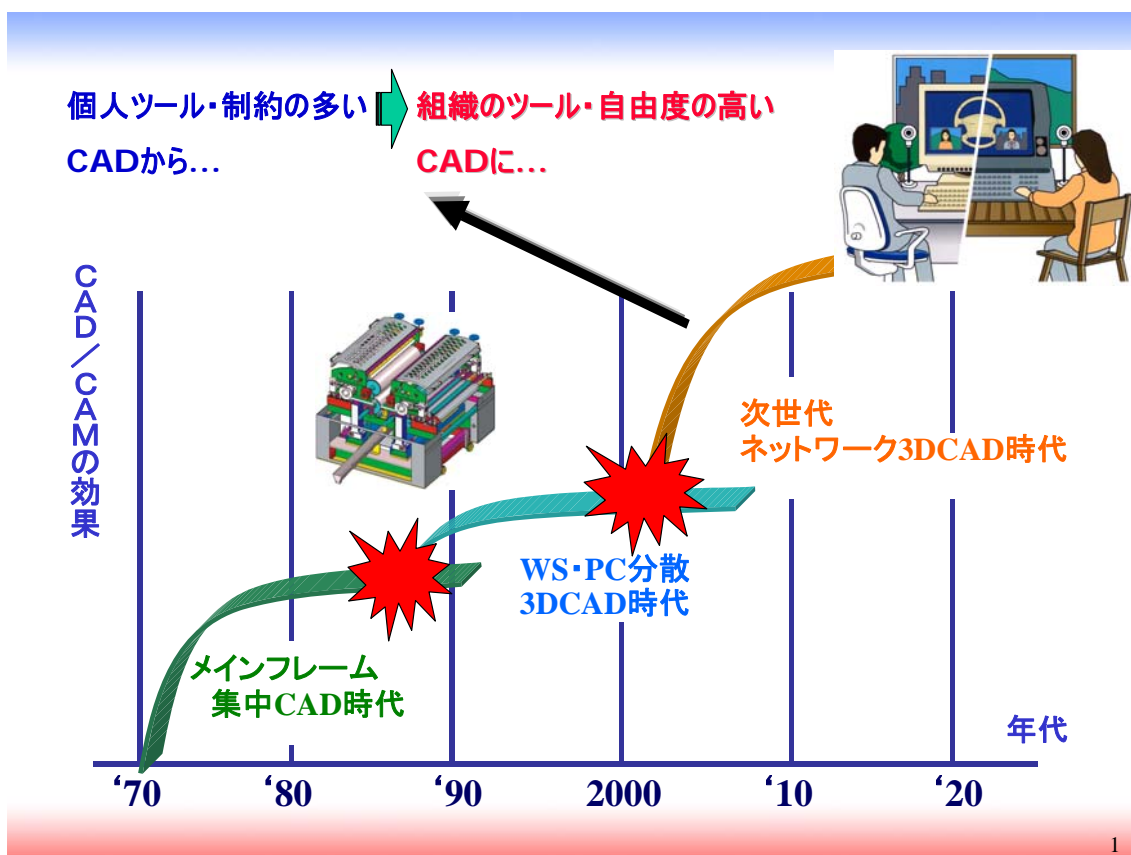 個人ツール・制約の多い
CADから…
組織のツール・自由度の高い
CADに…
CAD/CAMの効果
次世代
ネットワーク3DCAD時代
WS・PC分散
3DCAD時代
メインフレーム
集中CAD時代
年代
‘70
‘80
‘90
2000
‘10
‘20
1